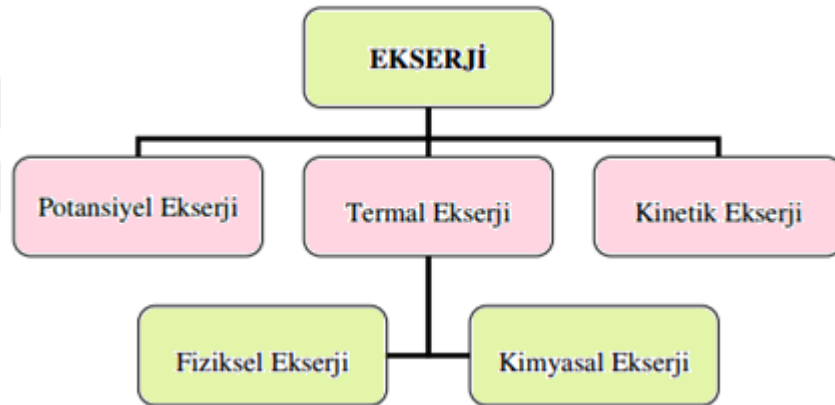 EKSERJİ
Potansiyel Ekserji
Termal Ekserji
Kinetik Ekserji
Fiziksel Ekserji
Kimyasal Ekserji